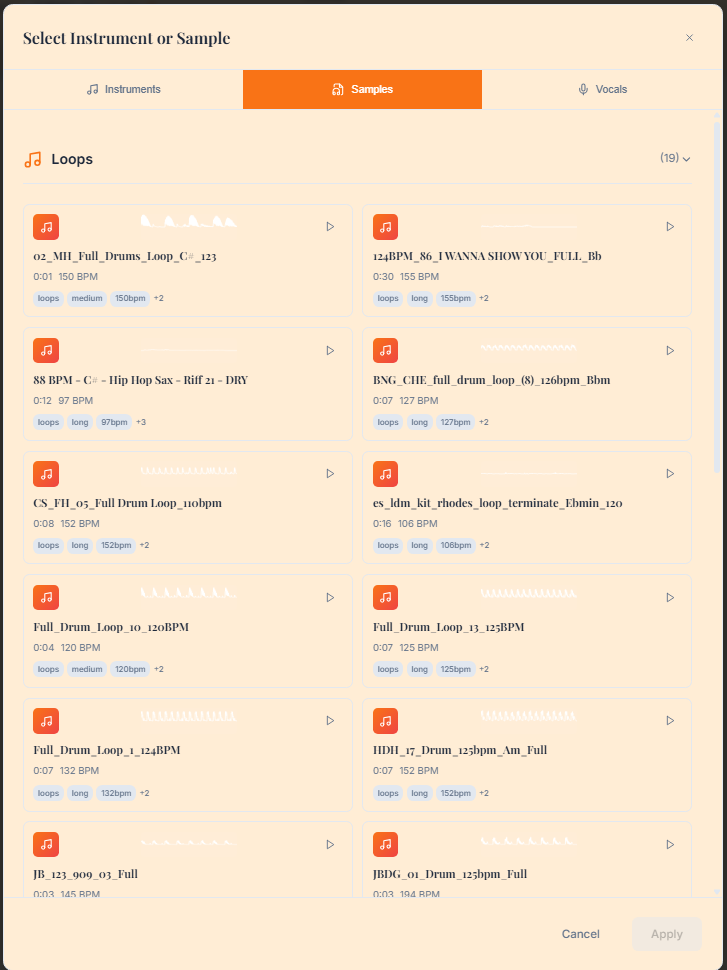 Select Instrument or Sample
Instruments
Samples
Vocals
Loops
(19)
02_MH_Full_Drums_Loop_C#_123
0:01 150 BPM
loops medium 150bpm +2
124BPM_86_I WANNA SHOW YOU_FULL_Bb
0:30 155 BPM
loops long 155bpm +2
88 BPM - C# - Hip Hop Sax - Riff 21 - DRY
0:12 97 BPM
loops long 97bpm +3
BNG_CHE_full_drum_loop_(8)_126bpm_Bbm
0:07 127 BPM
loops long 127bpm +2
CS_FH_05_Full Drum Loop_110bpm
0:08 152 BPM
loops long 152bpm +2
es_ldm_kit_rhodes_loop_terminate_Ebmin_120
0:16 106 BPM
loops long 106bpm +2
Full_Drum_Loop_10_120BPM
0:04 120 BPM
loops medium 120bpm +2
Full_Drum_Loop_13_125BPM
0:07 125 BPM
loops long 125bpm +2
Full_Drum_Loop_1_124BPM
0:07 132 BPM
loops long 132bpm +2
HDH_17_Drum_125bpm_Am_Full
0:07 152 BPM
loops long 152bpm +2
JB_123_909_03_Full
0:03 145 BPM
JBDG_01_Drum_125bpm_Full
0:03 194 BPM
Cancel
Apply